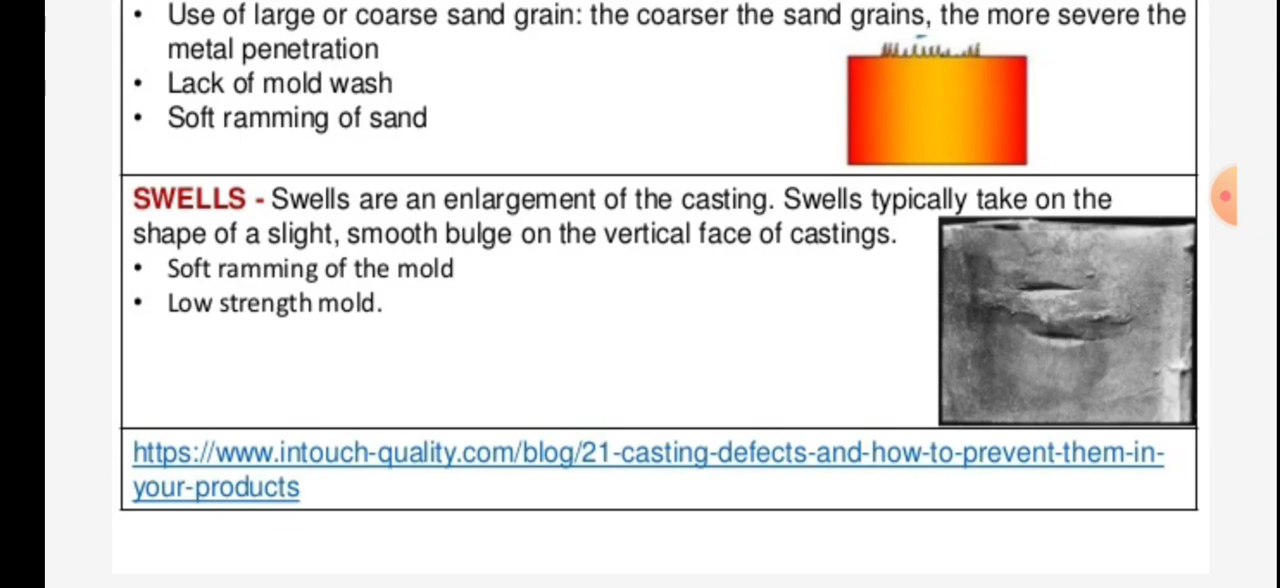 • Use of large or coarse sand grain: the coarser the sand grains, the more severe the
metal penetration
• Lack of mold wash
• Soft ramming of sand
SWELLS - Swells are an enlargement of the casting. Swells typically take on the
shape of a slight, smooth bulge on the vertical face of castings.
• Soft ramming of the mold
• Low strength mold.
https://www.intouch-quality.com/blog/21-casting-defects-and-how-to-prevent-them-in-
your-products